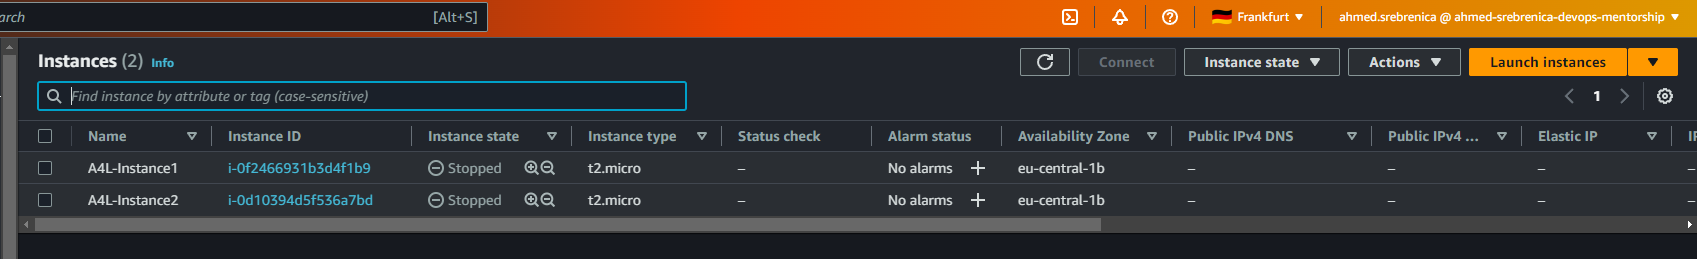 arch [Alt+S] Frankfurt ▼ ahmed.srebrenica @ ahmed-srebrenica-devops-mentorship ▼
Instances (2) Info Connect Instance state ▼ Actions ▼ Launch instances ▼
Find instance by attribute or tag (case-sensitive) 1
Name Instance ID Instance state Instance type Status check Alarm status Availability Zone Public IPv4 DNS Public IPv4 ... Elastic IP IP
A4L-Instance1 i-0f2466931b3d4f1b9 Stopped t2.micro – No alarms + eu-central-1b – – – –
A4L-Instance2 i-0d10394d5f536a7bd Stopped t2.micro – No alarms + eu-central-1b – – – –